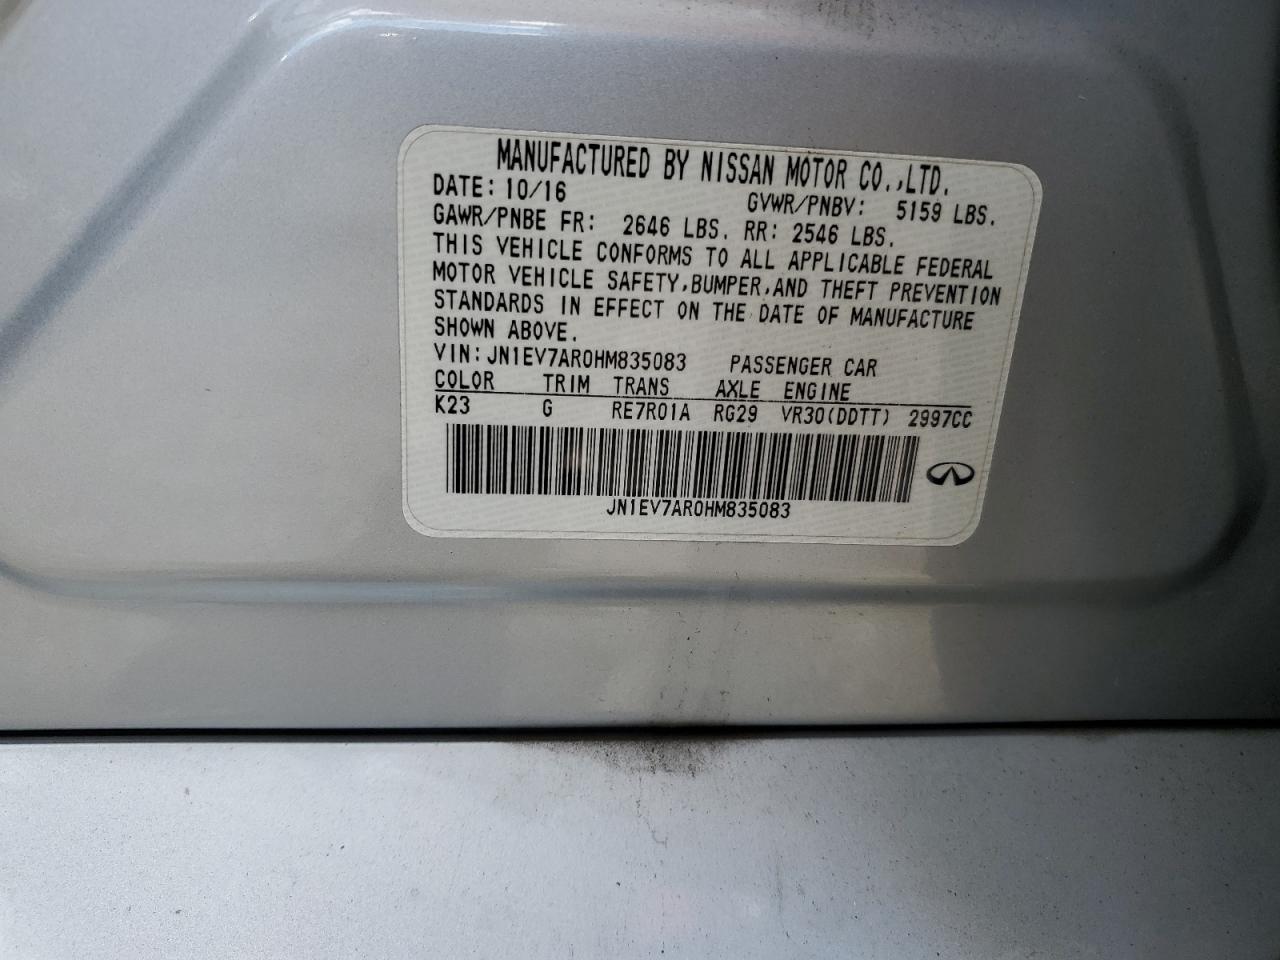 MANUFACTURED BY NISSAN MOTOR CO.,LTD.
DATE: 10/16 GVWR/PNBV: 5159 LBS.
GAWR/PNBE FR: 2646 LBS. RR: 2546 LBS.
THIS VEHICLE CONFORMS TO ALL APPLICABLE FEDERAL
MOTOR VEHICLE SAFETY,BUMPER,AND THEFT PREVENTION
STANDARDS IN EFFECT ON THE DATE OF MANUFACTURE
SHOWN ABOVE.
VIN: JN1EV7AR0HM835083 PASSENGER CAR
COLOR TRIM TRANS AXLE ENGINE
K23 G RE7R01A RG29 VR30(DDTT) 2997CC
JN1EV7AR0HM835083